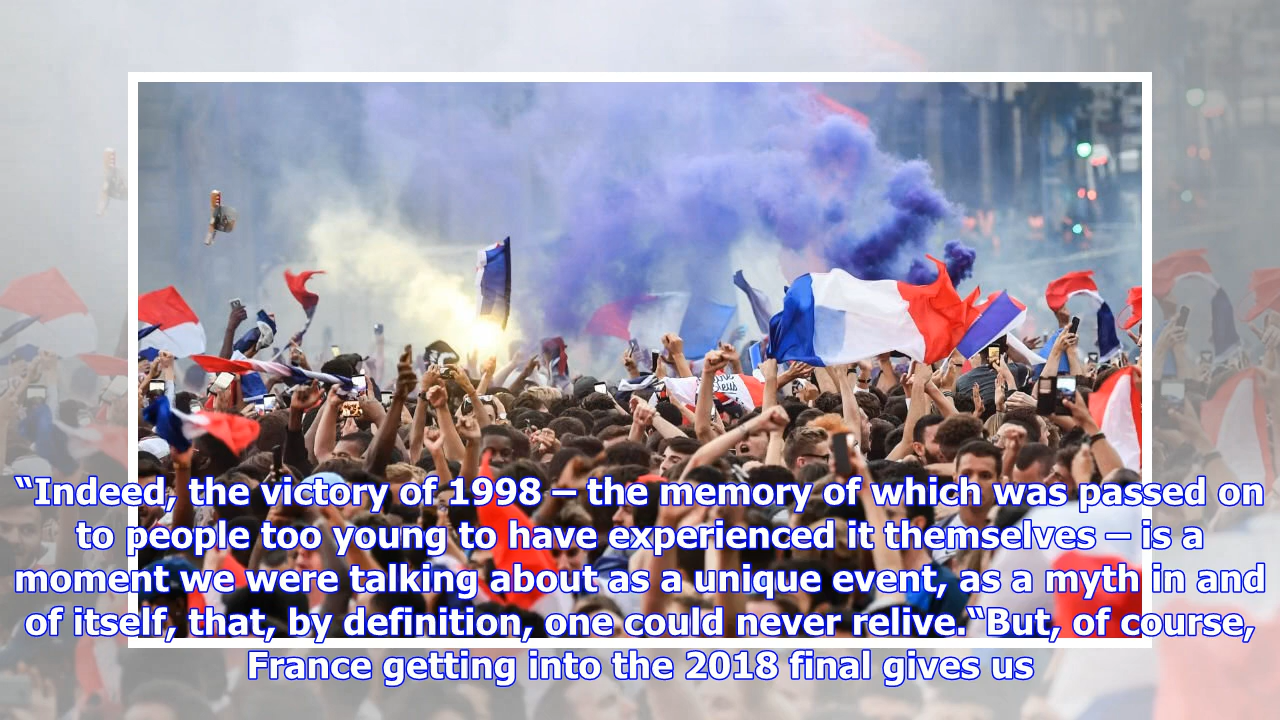 “Indeed, the victory of 1998 – the memory of which was passed on
to people too young to have experienced it themselves – is a
moment we were talking about as a unique event, as a myth in and
of itself, that, by definition, one could never relive.“But, of course,
France getting into the 2018 final gives us